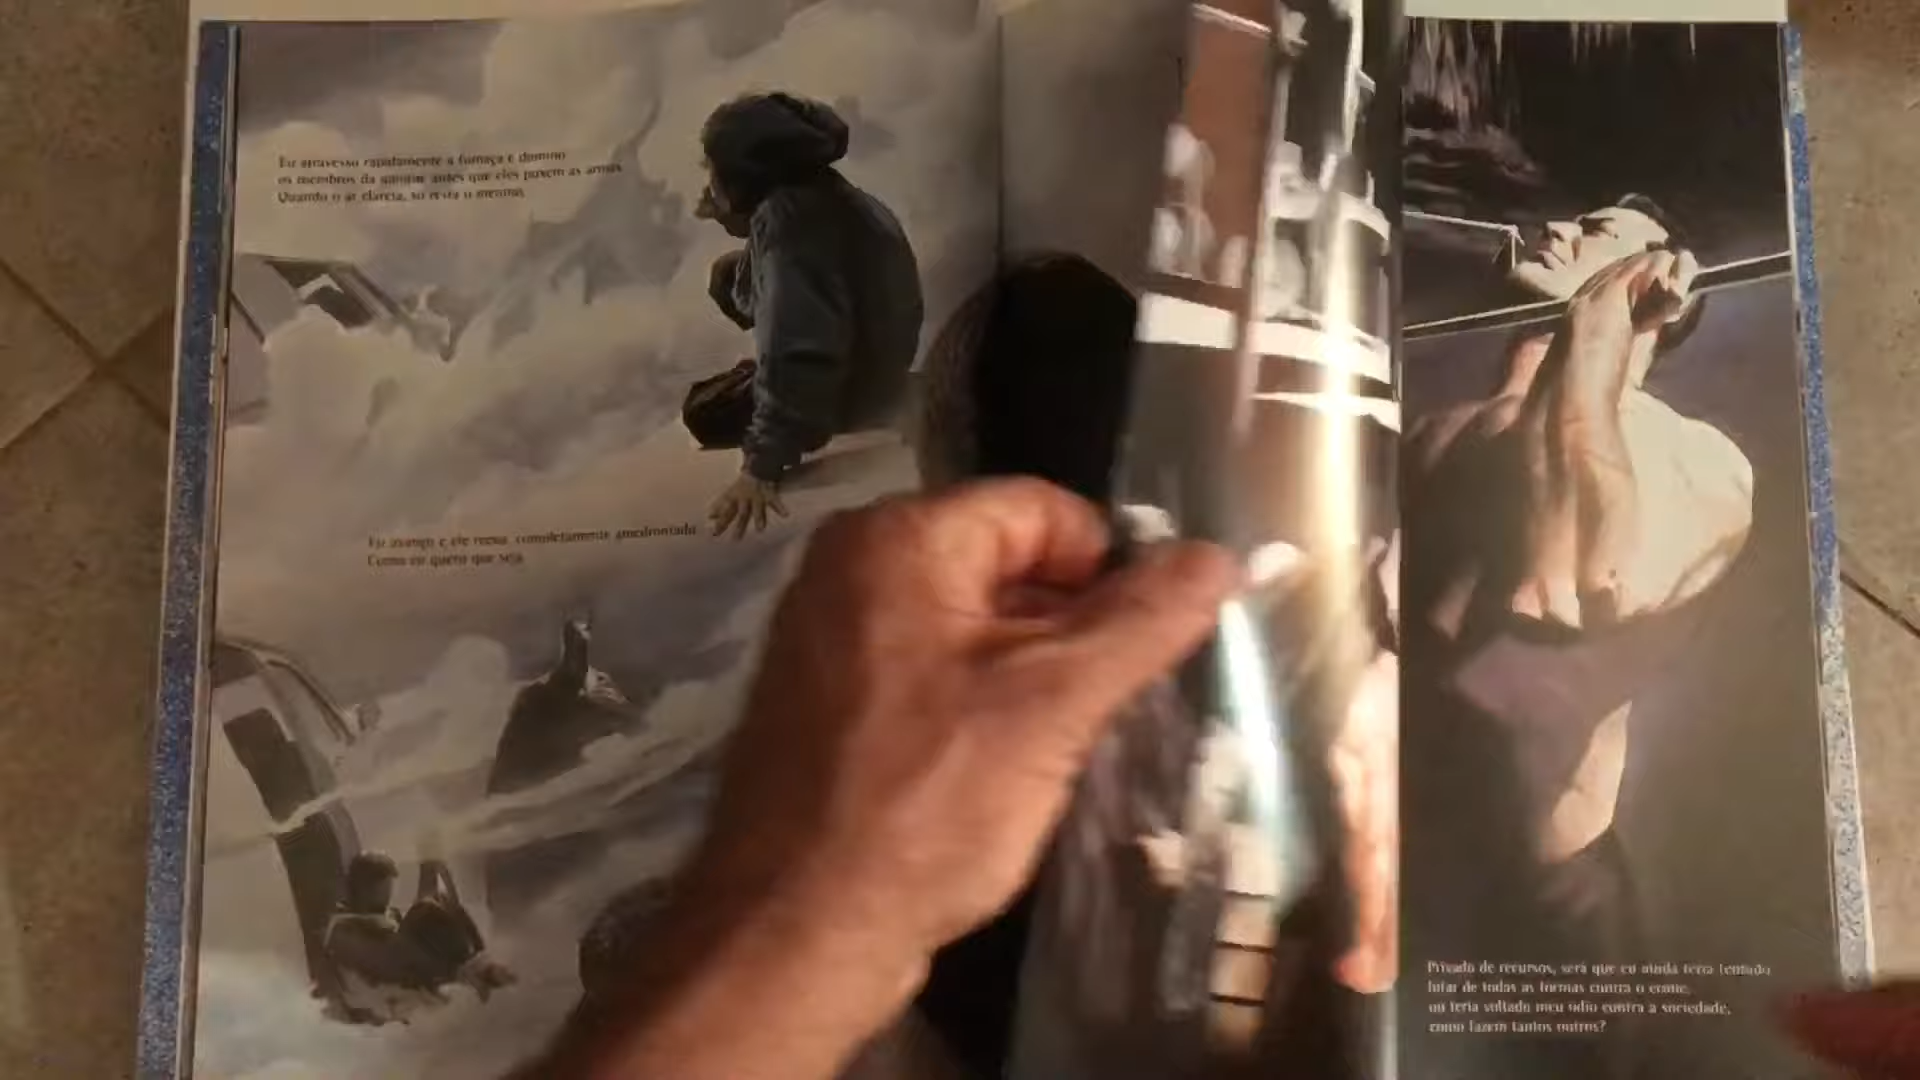 Eu atravesso rapidamente a fumaça e domino
os membros da gangue antes que eles puxem as armas.
Quando o ar clareia, só resta o menino.
Eu avanço e ele recua, completamente amedrontado.
Como eu quero que seja.
Privado de recursos, será que eu ainda teria tentado
lutar de todas as formas contra o crime,
ou teria voltado meu ódio contra a sociedade,
como fazem tantos outros?